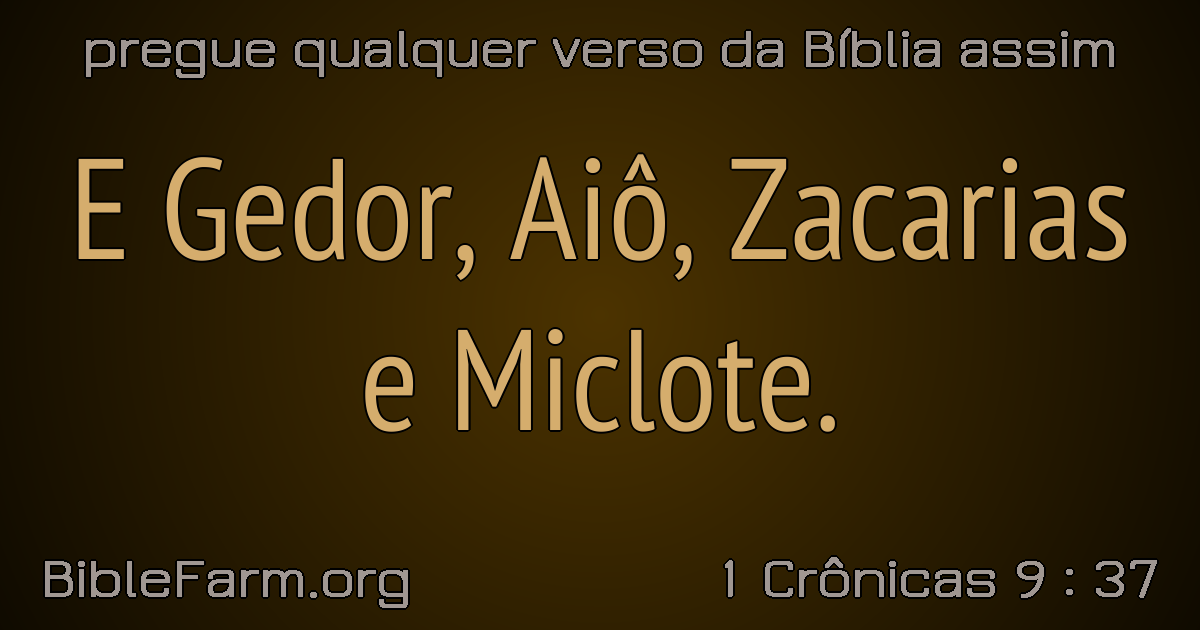 pregue qualquer verso da Bíblia assim
E Gedor, Aiô, Zacarias
e Miclote.
BibleFarm.org
1 Crônicas 9 : 37